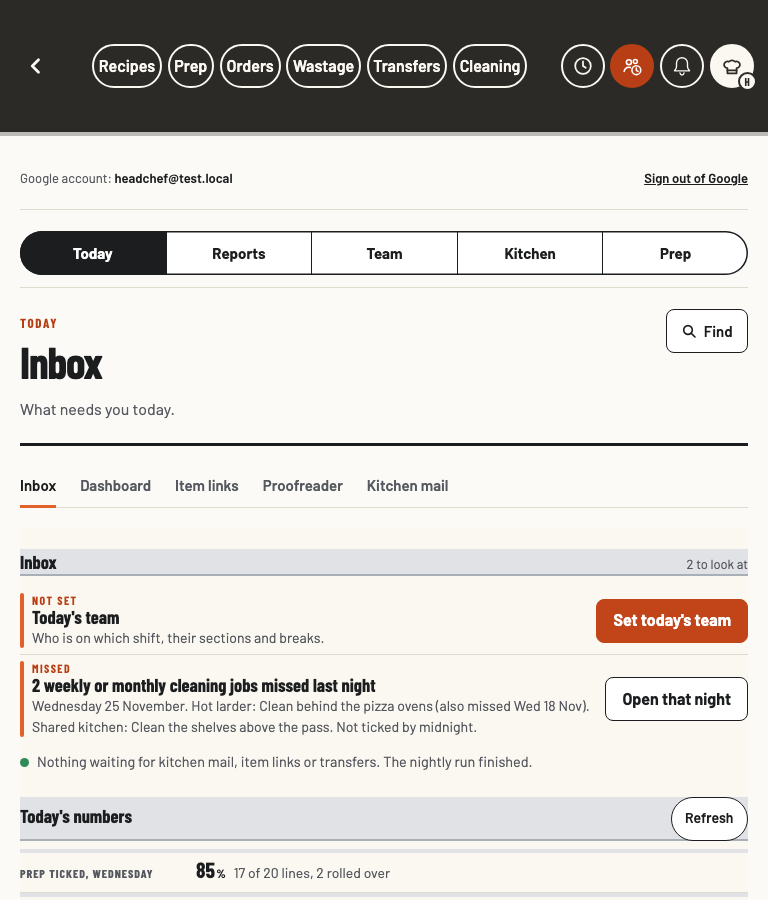 Recipes Prep Orders Wastage Transfers Cleaning
H
Google account: headchef@test.local Sign out of Google
Today Reports Team Kitchen Prep
TODAY
Find
Inbox
What needs you today.
Inbox Dashboard Item links Proofreader Kitchen mail
Inbox 2 to look at
NOT SET
Today's team
Who is on which shift, their sections and breaks.
Set today's team
MISSED
2 weekly or monthly cleaning jobs missed last night
Wednesday 25 November. Hot larder: Clean behind the pizza ovens (also missed Wed 18 Nov).
Shared kitchen: Clean the shelves above the pass. Not ticked by midnight.
Open that night
Nothing waiting for kitchen mail, item links or transfers. The nightly run finished.
Today's numbers Refresh
PREP TICKED, WEDNESDAY 85% 17 of 20 lines, 2 rolled over